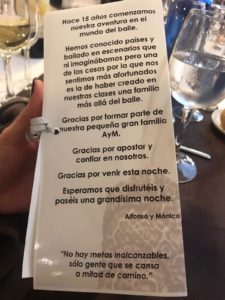 Hace 15 años comenzamos
nuestra aventura en el
mundo del baile.
Hemos conocido países y
bailado en escenarios que
ni imaginábamos pero una
de las cosas por la que nos
sentimos más afortunados
es la de haber creado en
nuestras clases una familia
más allá del baile.
Gracias por formar parte de
nuestra pequeña gran familia
AyM.
Gracias por apostar y
confiar en nosotros.
Gracias por venir esta noche.
Esperamos que disfrutéis y
paséis una grandísima noche.
Alfonso y Mónica
"No hay metas inalcanzables,
sólo gente que se cansa
a mitad de camino."